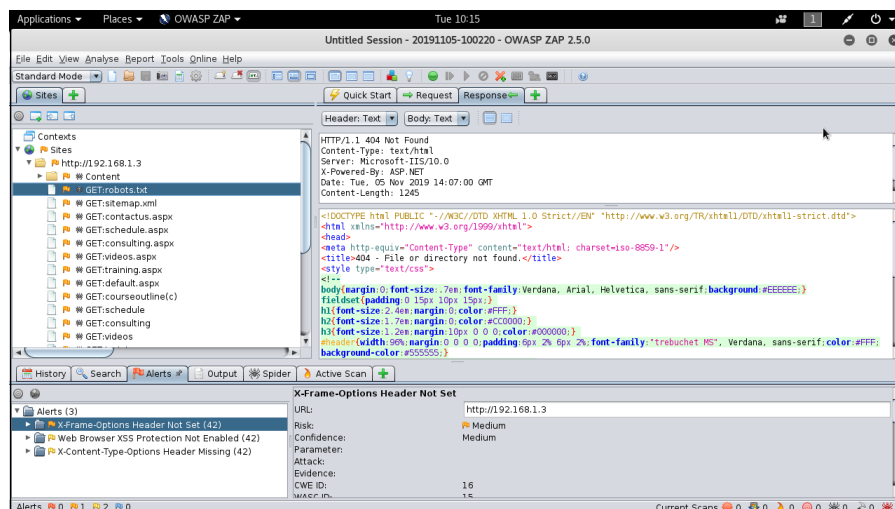 Applications Places OWASP ZAP Tue 10:15 1
Untitled Session - 20191105-100220 - OWASP ZAP 2.5.0
File Edit View Analyse Report Tools Online Help
Standard Mode
Sites
Quick Start Request Response
Header: Text Body: Text
Contexts
Sites
http://192.168.1.3
Content
GET:robots.txt
GET:sitemap.xml
GET:contactus.aspx
GET:schedule.aspx
GET:consulting.aspx
GET:videos.aspx
GET:training.aspx
GET:default.aspx
GET:courseoutline(c)
GET:schedule
GET:consulting
GET:videos
HTTP/1.1 404 Not Found
Content-Type: text/html
Server: Microsoft-IIS/10.0
X-Powered-By: ASP.NET
Date: Tue, 05 Nov 2019 14:07:00 GMT
Content-Length: 1245
<!DOCTYPE html PUBLIC "-//W3C//DTD XHTML 1.0 Strict//EN" "http://www.w3.org/TR/xhtml1/DTD/xhtml1-strict.dtd">
<html xmlns="http://www.w3.org/1999/xhtml">
<head>
<meta http-equiv="Content-Type" content="text/html; charset=iso-8859-1"/>
<title>404 - File or directory not found.</title>
<style type="text/css">
<!--
body{margin:0;font-size:.7em;font-family:Verdana, Arial, Helvetica, sans-serif;background:#EEEEEE;}
fieldset{padding:0 15px 10px 15px;}
h1{font-size:2.4em;margin:0;color:#FFF;}
h2{font-size:1.7em;margin:0;color:#CC0000;}
h3{font-size:1.2em;margin:10px 0 0 0;color:#000000;}
#header{width:96%;margin:0 0 0 0;padding:6px 2% 6px 2%;font-family:"trebuchet MS", Verdana, sans-serif;color:#FFF;
background-color:#555555;}
History Search Alerts Output Spider Active Scan
Alerts (3)
X-Frame-Options Header Not Set (42)
Web Browser XSS Protection Not Enabled (42)
X-Content-Type-Options Header Missing (42)
X-Frame-Options Header Not Set
URL: http://192.168.1.3
Risk: Medium
Confidence: Medium
Parameter:
Attack:
Evidence:
CWE ID: 16
WASC ID: 15
Alerts 0 1 2 0 Current Scans 0 0 0 0 0 0